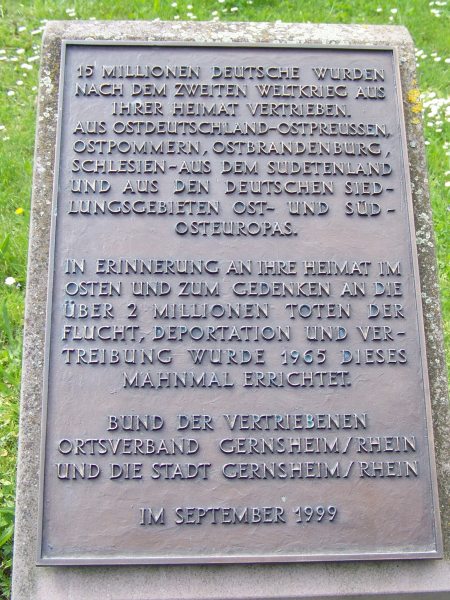 15 MILLIONEN DEUTSCHE WURDEN
NACH DEM ZWEITEN WELTKRIEG AUS
IHRER HEIMAT VERTRIEBEN.
AUS OSTDEUTSCHLAND-OSTPREUSSEN,
OSTPOMMERN, OSTBRANDENBURG,
SCHLESIEN-AUS DEM SUDETENLAND
UND AUS DEN DEUTSCHEN SIED-
LUNGSGEBIETEN OST- UND SÜD-
OSTEUROPAS.
IN ERINNERUNG AN IHRE HEIMAT IM
OSTEN UND ZUM GEDENKEN AN DIE
ÜBER 2 MILLIONEN TOTEN DER
FLUCHT, DEPORTATION UND VER-
TREIBUNG WURDE 1965 DIESES
MAHNMAL ERRICHTET.
BUND DER VERTRIEBENEN
ORTSVERBAND GERNSHEIM/RHEIN
UND DIE STADT GERNSHEIM/RHEIN
IM SEPTEMBER 1999